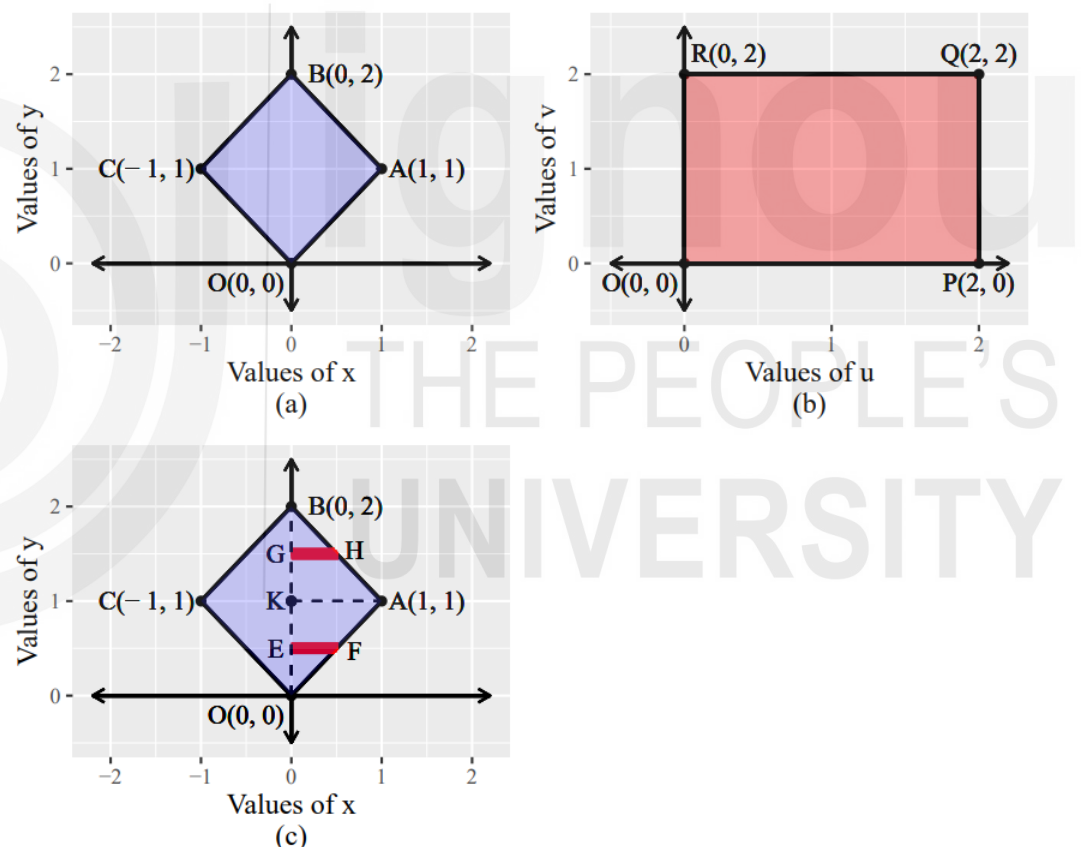 ignou
THE PEOPLE'S
UNIVERSITY
B(0, 2)
C(− 1, 1)
A(1, 1)
O(0, 0)
2
1
0
−2
−1
0
1
2
Values of y
Values of x
(a)
R(0, 2)
Q(2, 2)
O(0, 0)
P(2, 0)
2
1
0
0
1
2
Values of v
Values of u
(b)
B(0, 2)
G
H
C(− 1, 1)
K
A(1, 1)
E
F
O(0, 0)
2
1
0
−2
−1
0
1
2
Values of y
Values of x
(c)